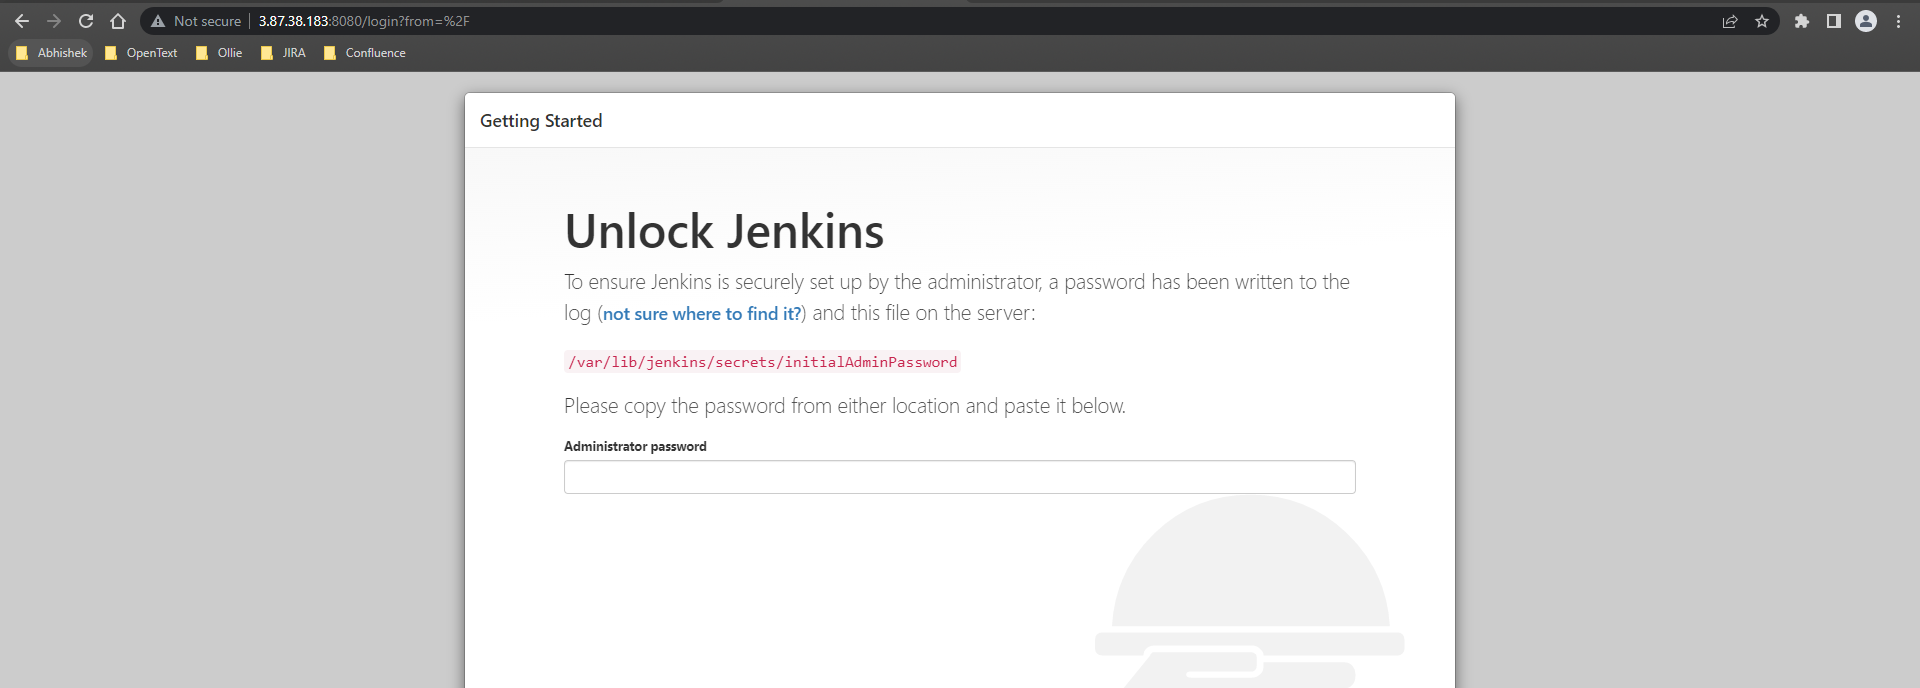 Not secure 3.87.38.183:8080/login?from=%2F
Abhishek OpenText Ollie JIRA Confluence
Getting Started
Unlock Jenkins
To ensure Jenkins is securely set up by the administrator, a password has been written to the
log (not sure where to find it?) and this file on the server:
/var/lib/jenkins/secrets/initialAdminPassword
Please copy the password from either location and paste it below.
Administrator password